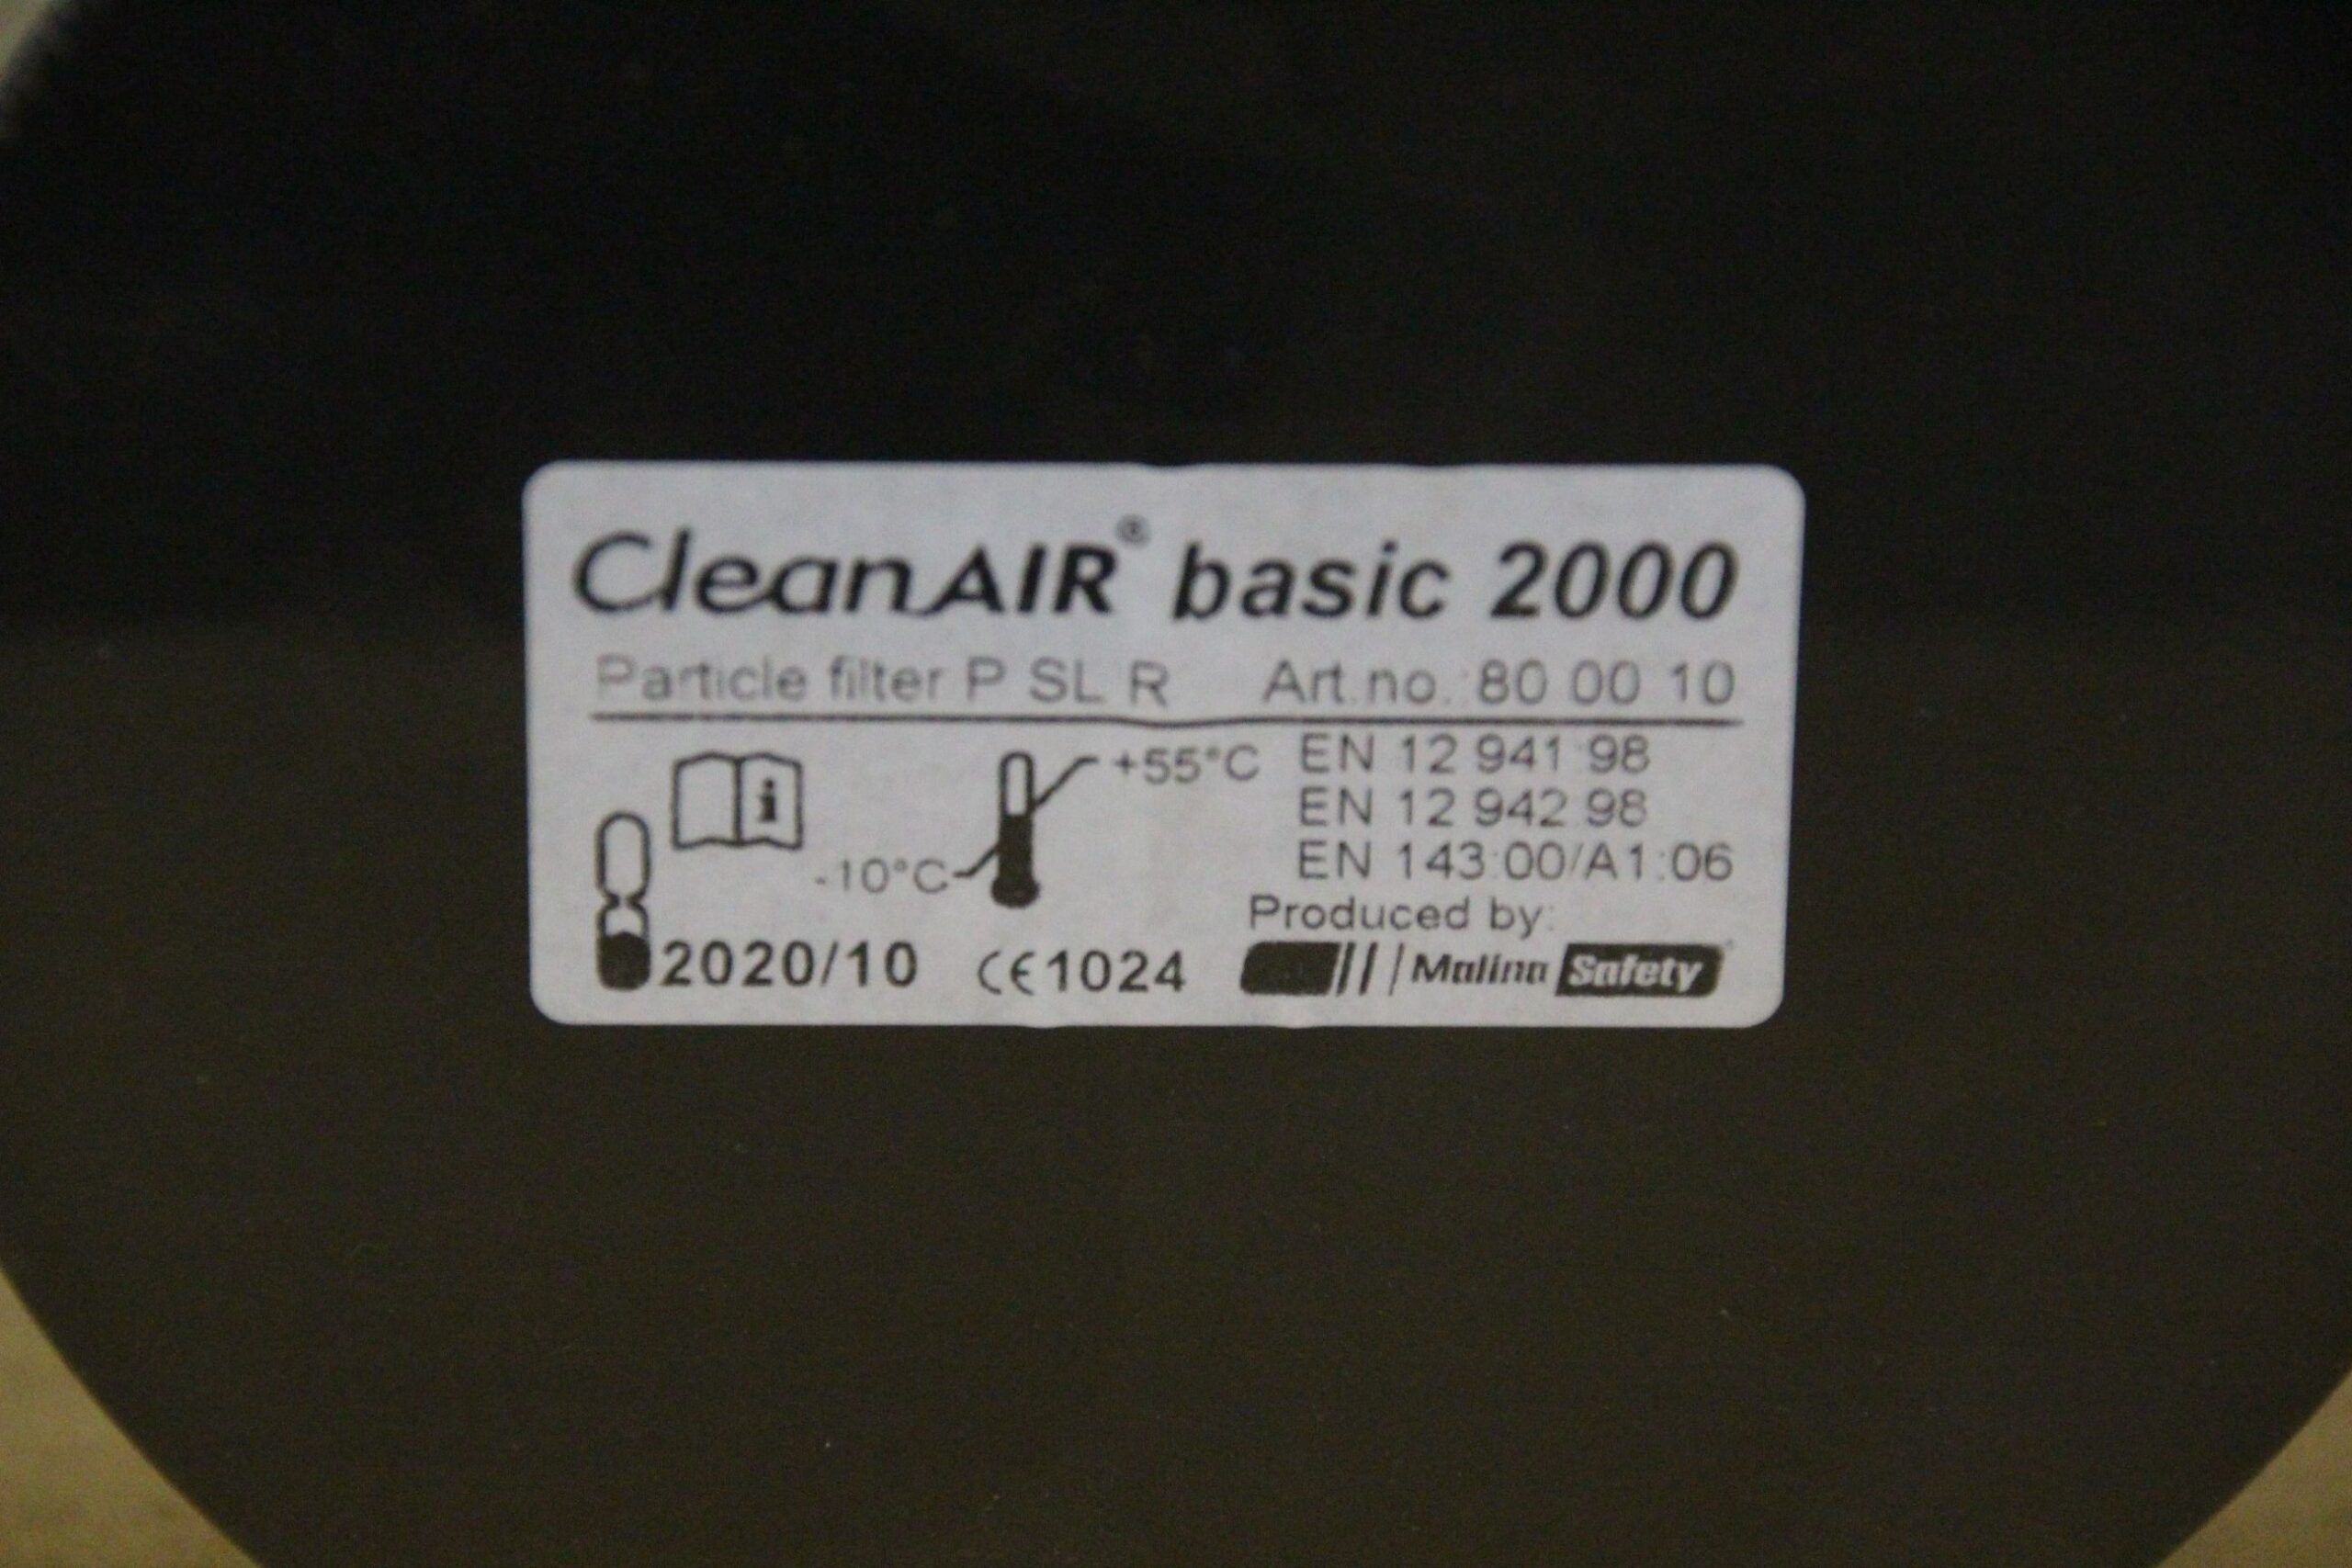 CleanAIR® basic 2000
Particle filter P SL R Art.no.:80 00 10
i
+55°C
-10°C
EN 12 941:98
EN 12 942:98
EN 143:00/A1:06
Produced by:
2020/10 CE1024 Malina Safety